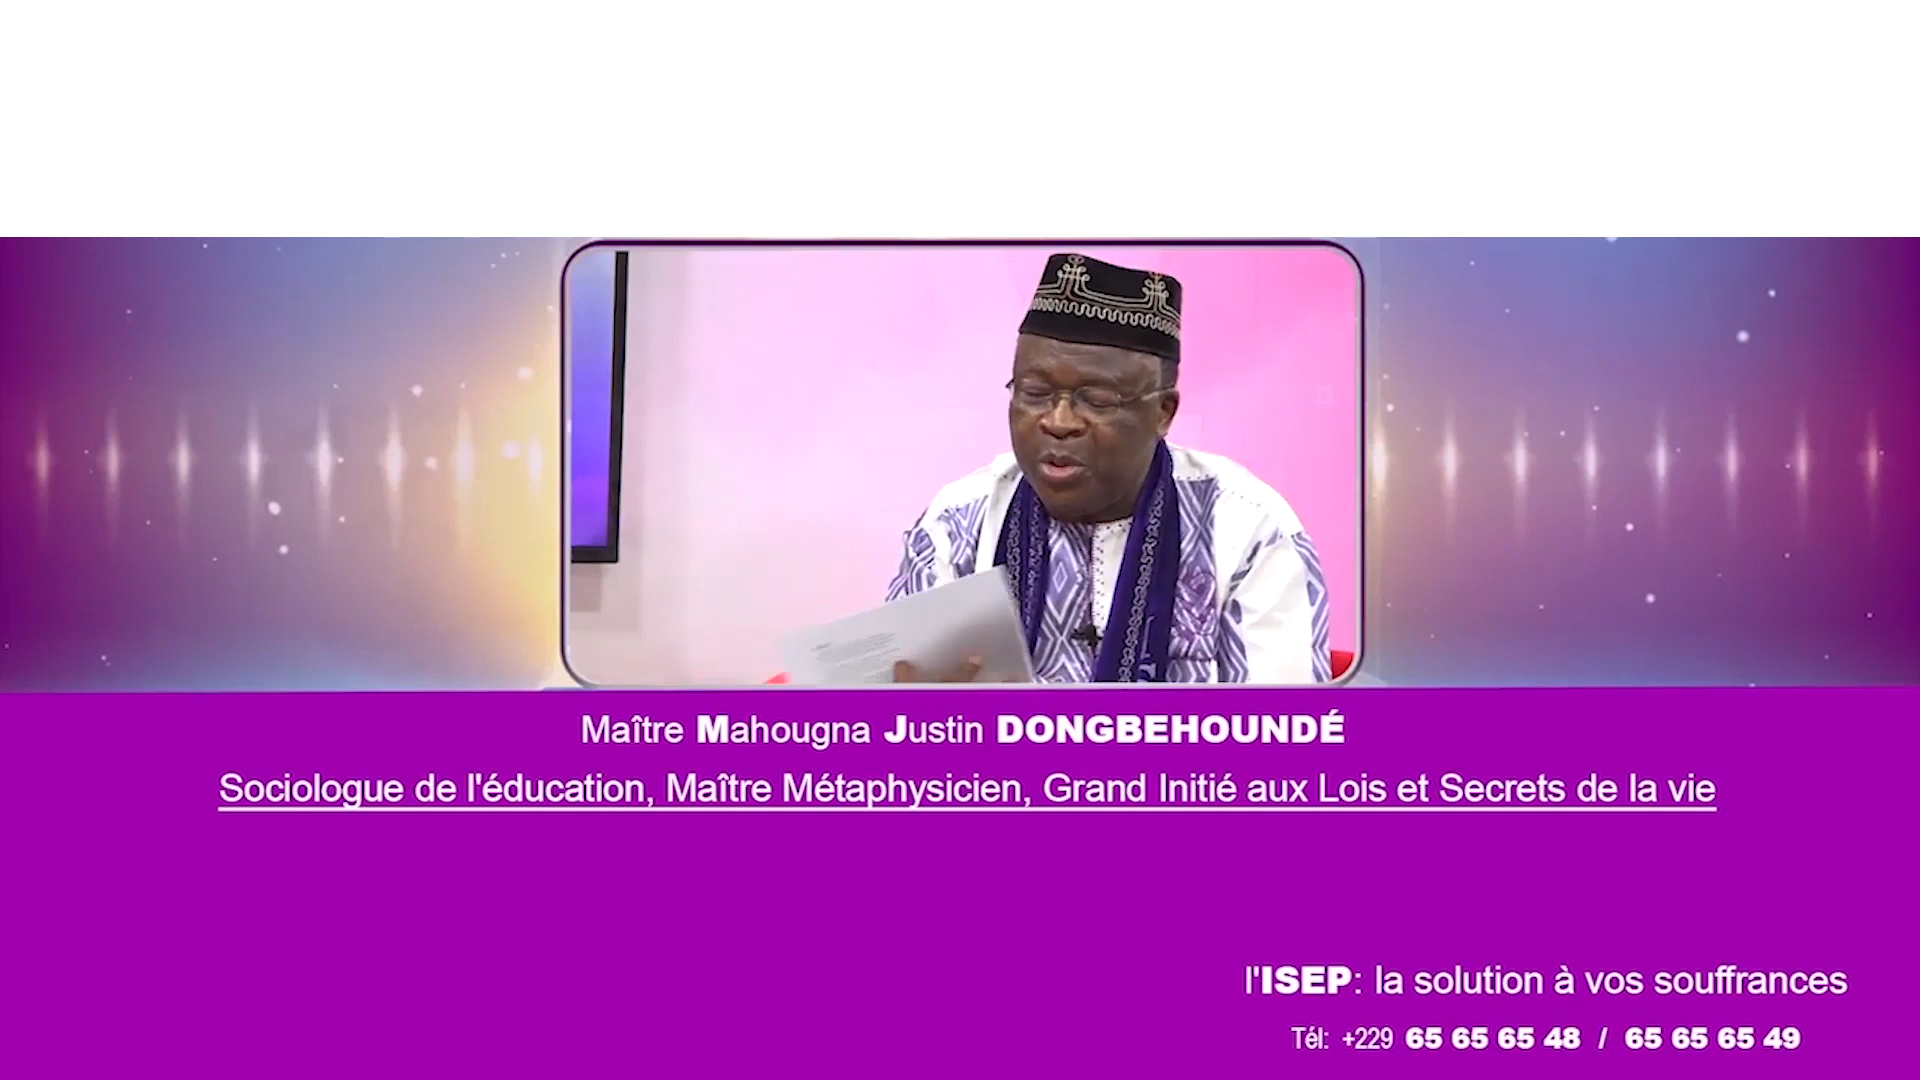 Maître Mahougna Justin DONGBEHOUNDÉ
Sociologue de l'éducation, Maître Métaphysicien, Grand Initié aux Lois et Secrets de la vie
l'ISEP: la solution à vos souffrances
Tél: +229 65 65 65 48 / 65 65 65 49